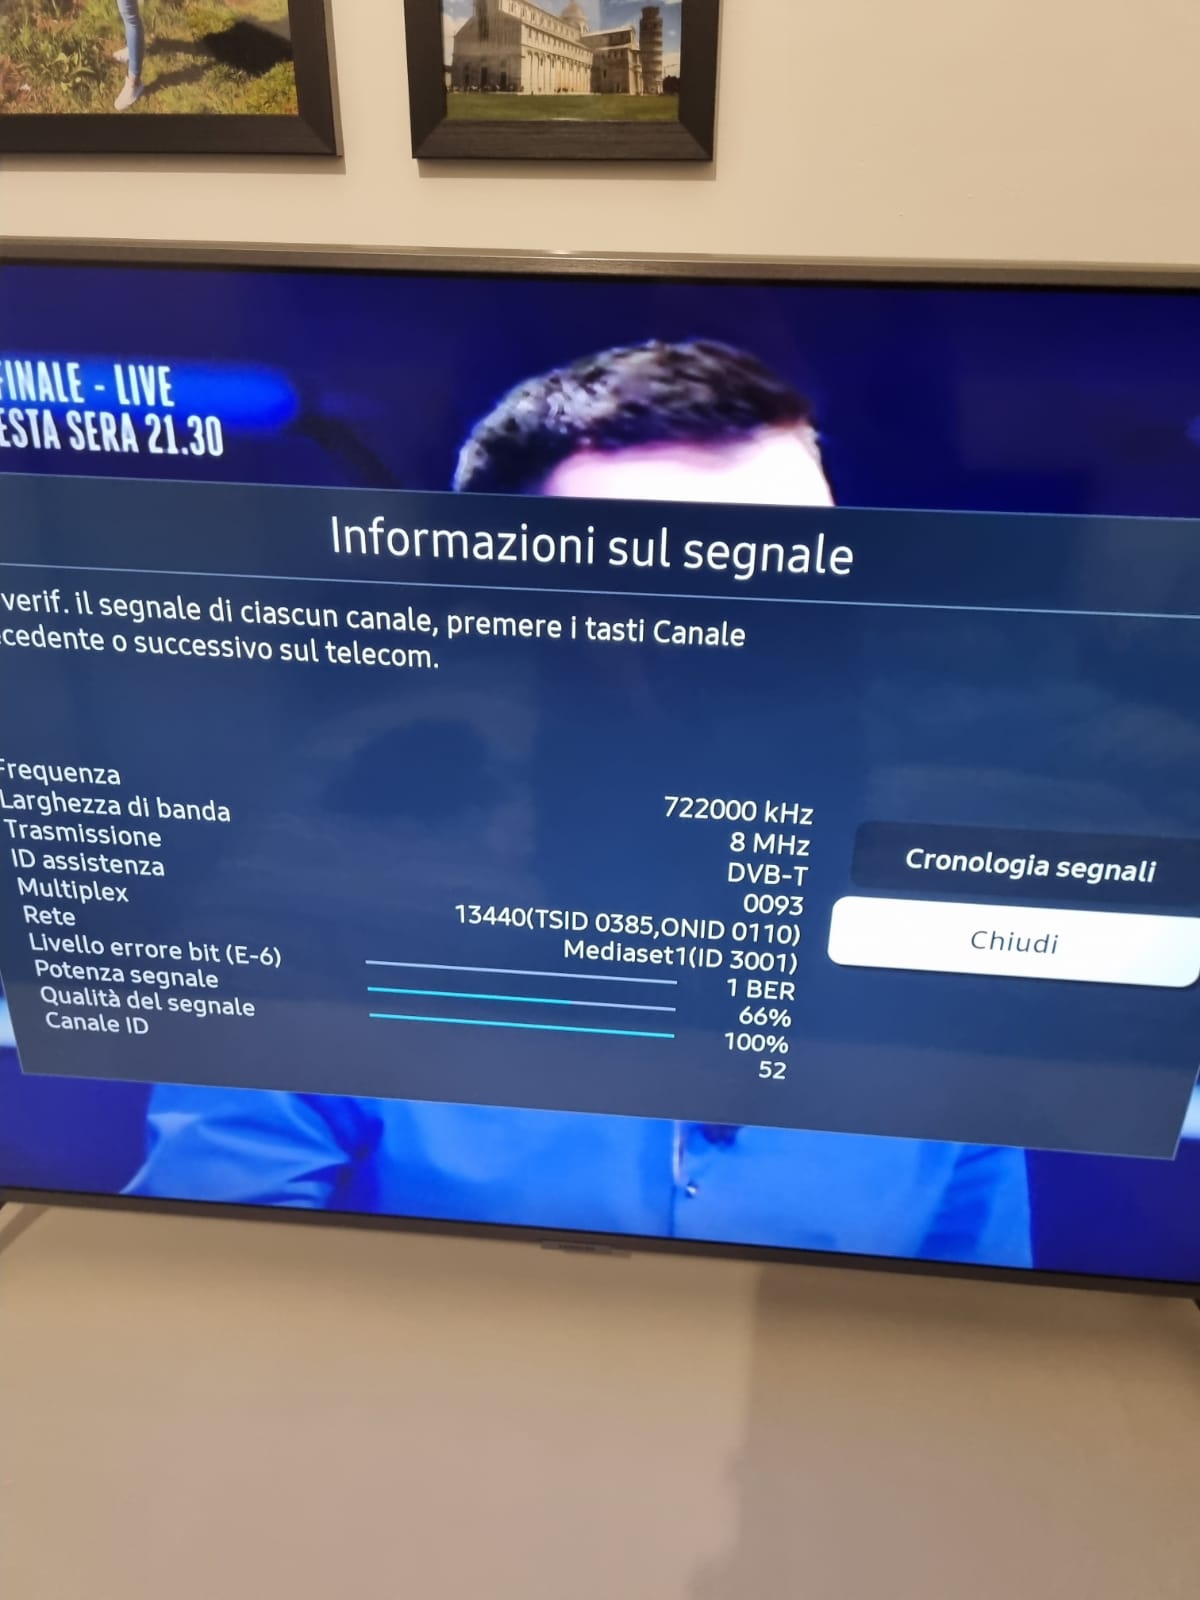 FINALE - LIVE
ESTA SERA 21.30
Informazioni sul segnale
verif. il segnale di ciascun canale, premere i tasti Canale
cedente o successivo sul telecom.
Frequenza
722000 kHz
Larghezza di banda
8 MHz
Trasmissione
DVB-T
ID assistenza
0093
Multiplex
13440(TSID 0385,ONID 0110)
Rete
Mediaset1(ID 3001)
Livello errore bit (E-6)
1 BER
Potenza segnale
66%
Qualità del segnale
100%
Canale ID
52
Cronologia segnali
Chiudi